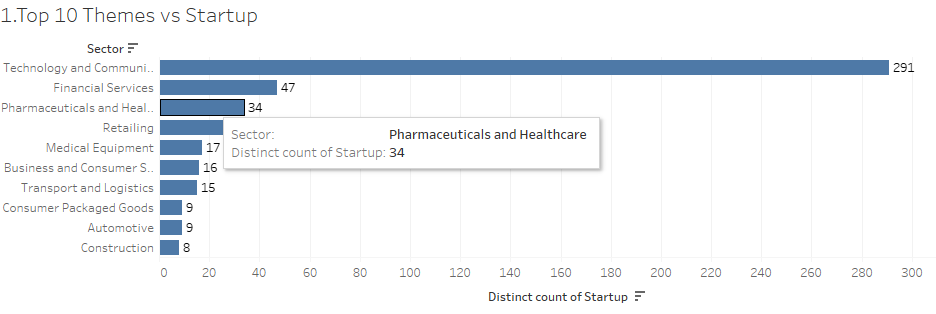 1.Top 10 Themes vs Startup
Sector
Technology and Communi.. 291
Financial Services 47
Pharmaceuticals and Heal.. 34
Retailing
Sector: Pharmaceuticals and Healthcare
Distinct count of Startup: 34
Medical Equipment 17
Business and Consumer S.. 16
Transport and Logistics 15
Consumer Packaged Goods 9
Automotive 9
Construction 8
0 20 40 60 80 100 120 140 160 180 200 220 240 260 280 300
Distinct count of Startup